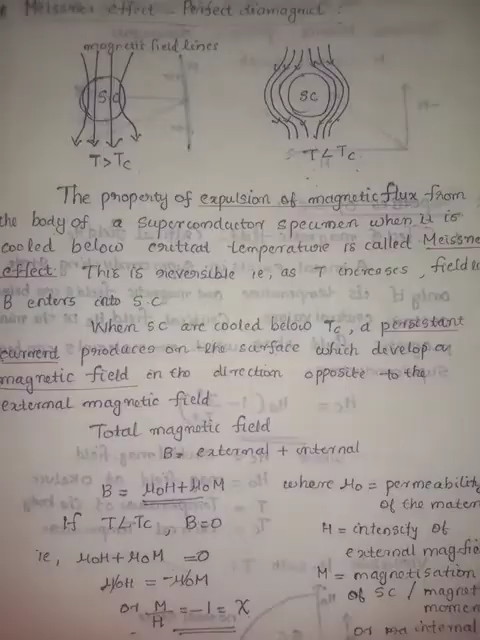 Meissner effect - Perfect diamagnet :
magnetic field lines
SC
SC
T > Tc
T < Tc
The property of expulsion of magnetic flux from
the body of a superconductor specimen when it is
cooled below critical temperature is called Meissne
effect. This is reversible ie, as T increases, field
B enters into S.C.
When SC are cooled below Tc, a persistant
current produces on the surface which develop a
magnetic field in the direction opposite to the
external magnetic field
Total magnetic field
B = external + internal
B = μ0H + μ0M where μ0 = permeability
of the mater
If T < Tc, B = 0
H = intensity of
external magfie
ie, μ0H + μ0M = 0
M = magnetisation
μ0H = -μ0M
of SC / magnet
momen
or M/H = -1 = χ
or internal